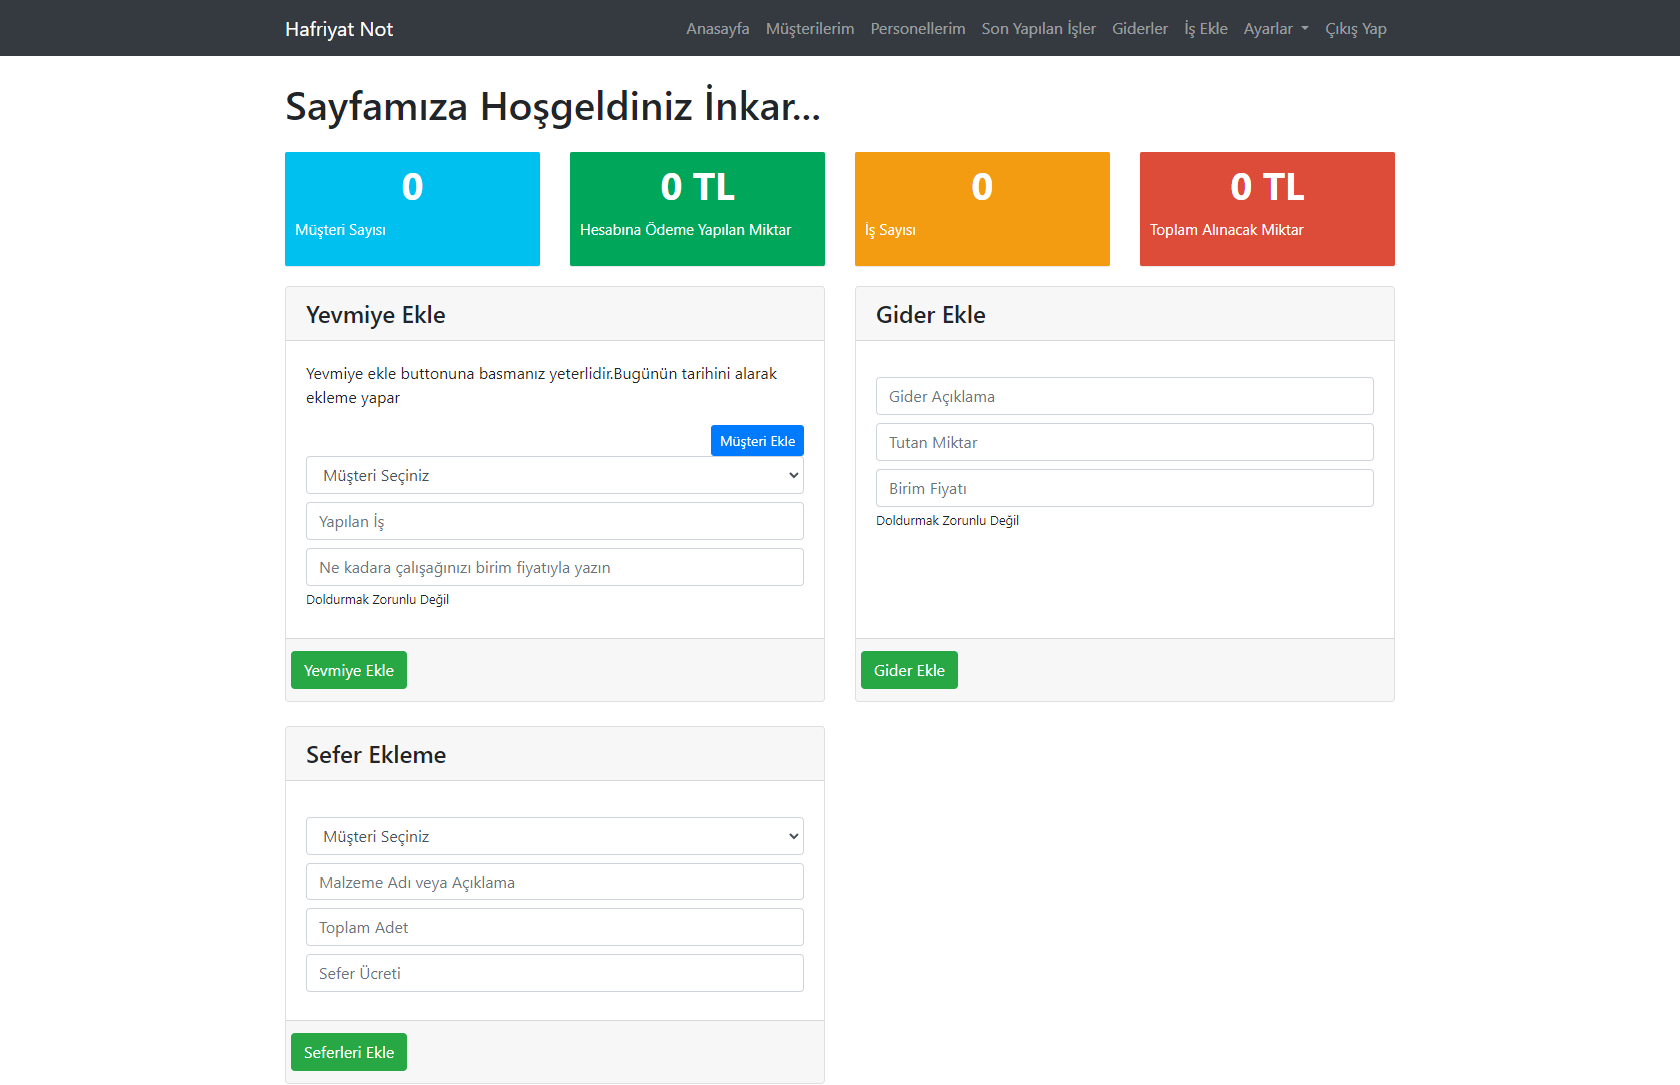 Hafriyat Not
Anasayfa Müşterilerim Personellerim Son Yapılan İşler Giderler İş Ekle Ayarlar Çıkış Yap
Sayfamıza Hoşgeldiniz İnkar...
0
Müşteri Sayısı
0 TL
Hesabına Ödeme Yapılan Miktar
0
İş Sayısı
0 TL
Toplam Alınacak Miktar
Yevmiye Ekle
Yevmiye ekle buttonuna basmanız yeterlidir.Bugünün tarihini alarak
ekleme yapar
Müşteri Ekle
Müşteri Seçiniz
Yapılan İş
Ne kadara çalışağınızı birim fiyatıyla yazın
Doldurmak Zorunlu Değil
Yevmiye Ekle
Gider Ekle
Gider Açıklama
Tutan Miktar
Birim Fiyatı
Doldurmak Zorunlu Değil
Gider Ekle
Sefer Ekleme
Müşteri Seçiniz
Malzeme Adı veya Açıklama
Toplam Adet
Sefer Ücreti
Seferleri Ekle